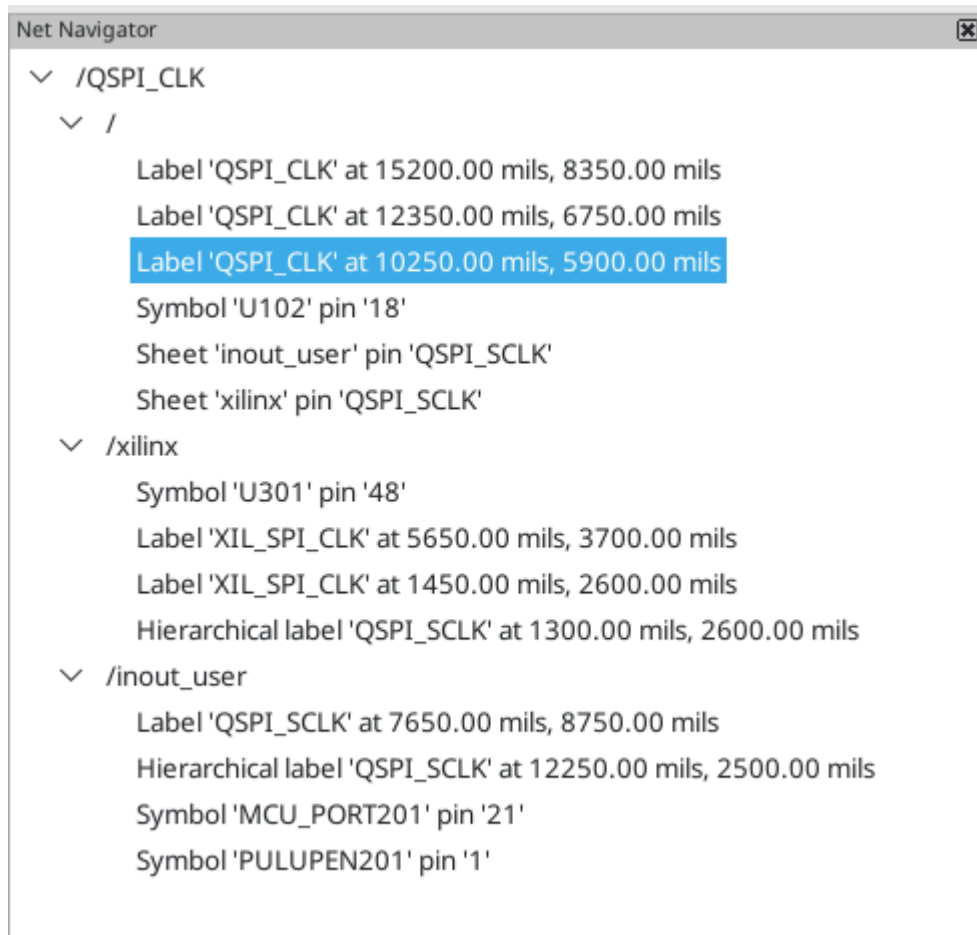 Net Navigator
/QSPI_CLK
/
Label 'QSPI_CLK' at 15200.00 mils, 8350.00 mils
Label 'QSPI_CLK' at 12350.00 mils, 6750.00 mils
Label 'QSPI_CLK' at 10250.00 mils, 5900.00 mils
Symbol 'U102' pin '18'
Sheet 'inout_user' pin 'QSPI_SCLK'
Sheet 'xilinx' pin 'QSPI_SCLK'
/xilinx
Symbol 'U301' pin '48'
Label 'XIL_SPI_CLK' at 5650.00 mils, 3700.00 mils
Label 'XIL_SPI_CLK' at 1450.00 mils, 2600.00 mils
Hierarchical label 'QSPI_SCLK' at 1300.00 mils, 2600.00 mils
/inout_user
Label 'QSPI_SCLK' at 7650.00 mils, 8750.00 mils
Hierarchical label 'QSPI_SCLK' at 12250.00 mils, 2500.00 mils
Symbol 'MCU_PORT201' pin '21'
Symbol 'PULUPEN201' pin '1'